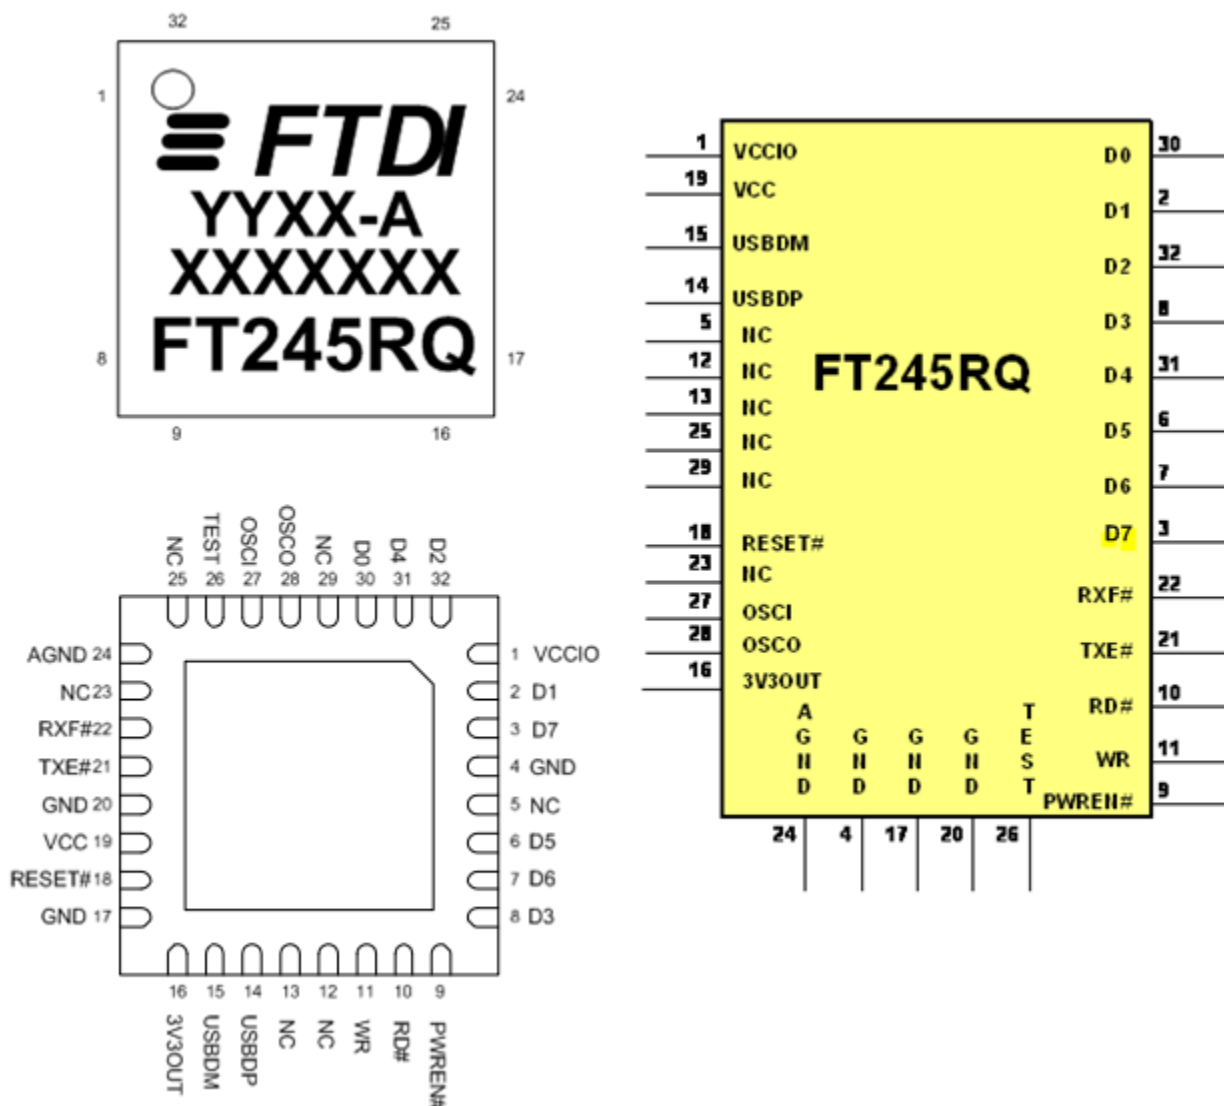 32 25
1 24
FTDI
YYXX-A
XXXXXXX
FT245RQ
8 17
9 16
NC TEST OSCI OSCO NC D0 D4 D2
25 26 27 28 29 30 31 32
AGND 24
NC 23
RXF# 22
TXE# 21
GND 20
VCC 19
RESET# 18
GND 17
1 VCCIO
2 D1
3 D7
4 GND
5 NC
6 D5
7 D6
8 D3
16 15 14 13 12 11 10 9
3V3OUT USBDM USBDP NC NC WR RD# PWREN#
FT245RQ
1 VCCIO
19 VCC
15 USBDM
14 USBDP
5 NC
12 NC
13 NC
25 NC
29 NC
18 RESET#
23 NC
27 OSCI
28 OSCO
16 3V3OUT
D0 30
D1 2
D2 32
D3 8
D4 31
D5 6
D6 7
D7 3
RXF# 22
TXE# 21
RD# 10
WR 11
PWREN# 9
AGND GND GND GND TEST
24 4 17 20 26